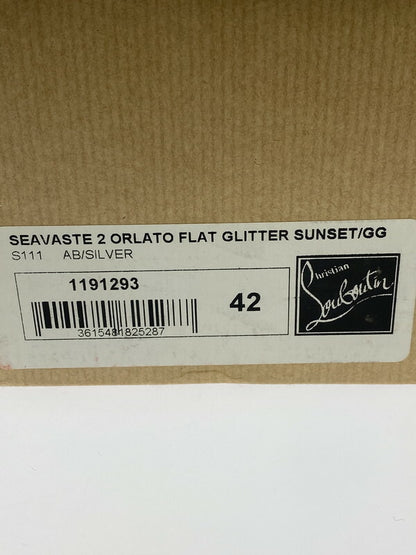 SEAVASTE 2 ORLATO FLAT GLITTER SUNSET/GG
S111 AB/SILVER
1191293
42
3615481825287
Christian
Louboutin